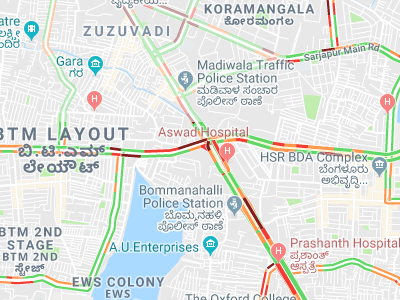 ಬೃದ್ಧಕೀಯ...
KORAMANGALA
ಕೋರಮಂಗಲ
ZUZUVADI
Sarjapur Main Rd
Gara
ಗರ
Madiwala Traffic
Police Station
ಮಡಿವಾಳ ಸಂಚಾರ
ಪೊಲೀಸ್ ಠಾಣೆ
BTM LAYOUT
ಬಿ.ಟಿ.ಎಮ್
ಲೇಯೌಟ್
Aswad Hospital
HSR BDA Complex
ಬೆಂಗಳೂರು
ಅಭಿವೃದ್ಧಿ...
Bommanahalli
Police Station
ಬೊಮ್ಮನಹಳ್ಳಿ
ಪೊಲೀಸ್ ಠಾಣೆ
BTM 2ND
STAGE
BTM 2ND
ಸ್ಟೇಜ್
A.U.Enterprises
Prashanth Hospital
ಪ್ರಶಾಂತ್
ಆಸ್ಪತ್ರೆ
EWS COLONY
EWS
The Oxford College